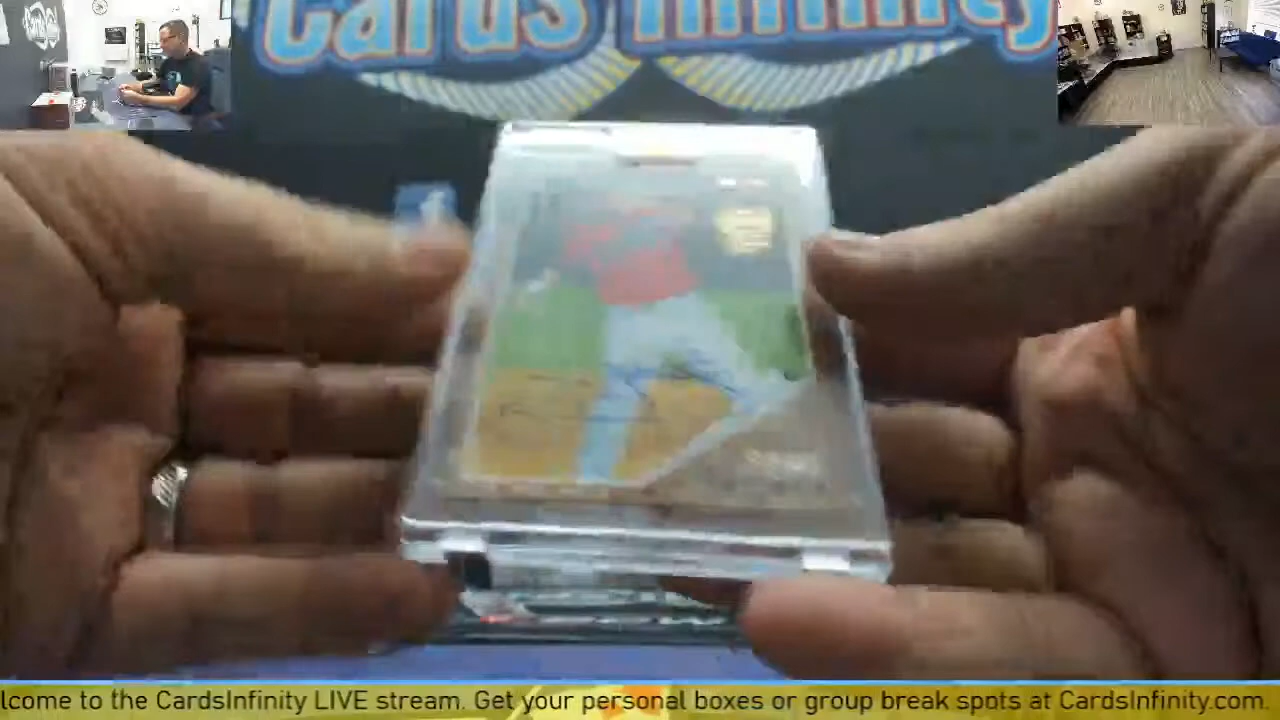 Cards Infinity
lcome to the CardsInfinity LIVE stream. Get your personal boxes or group break spots at CardsInfinity.com.